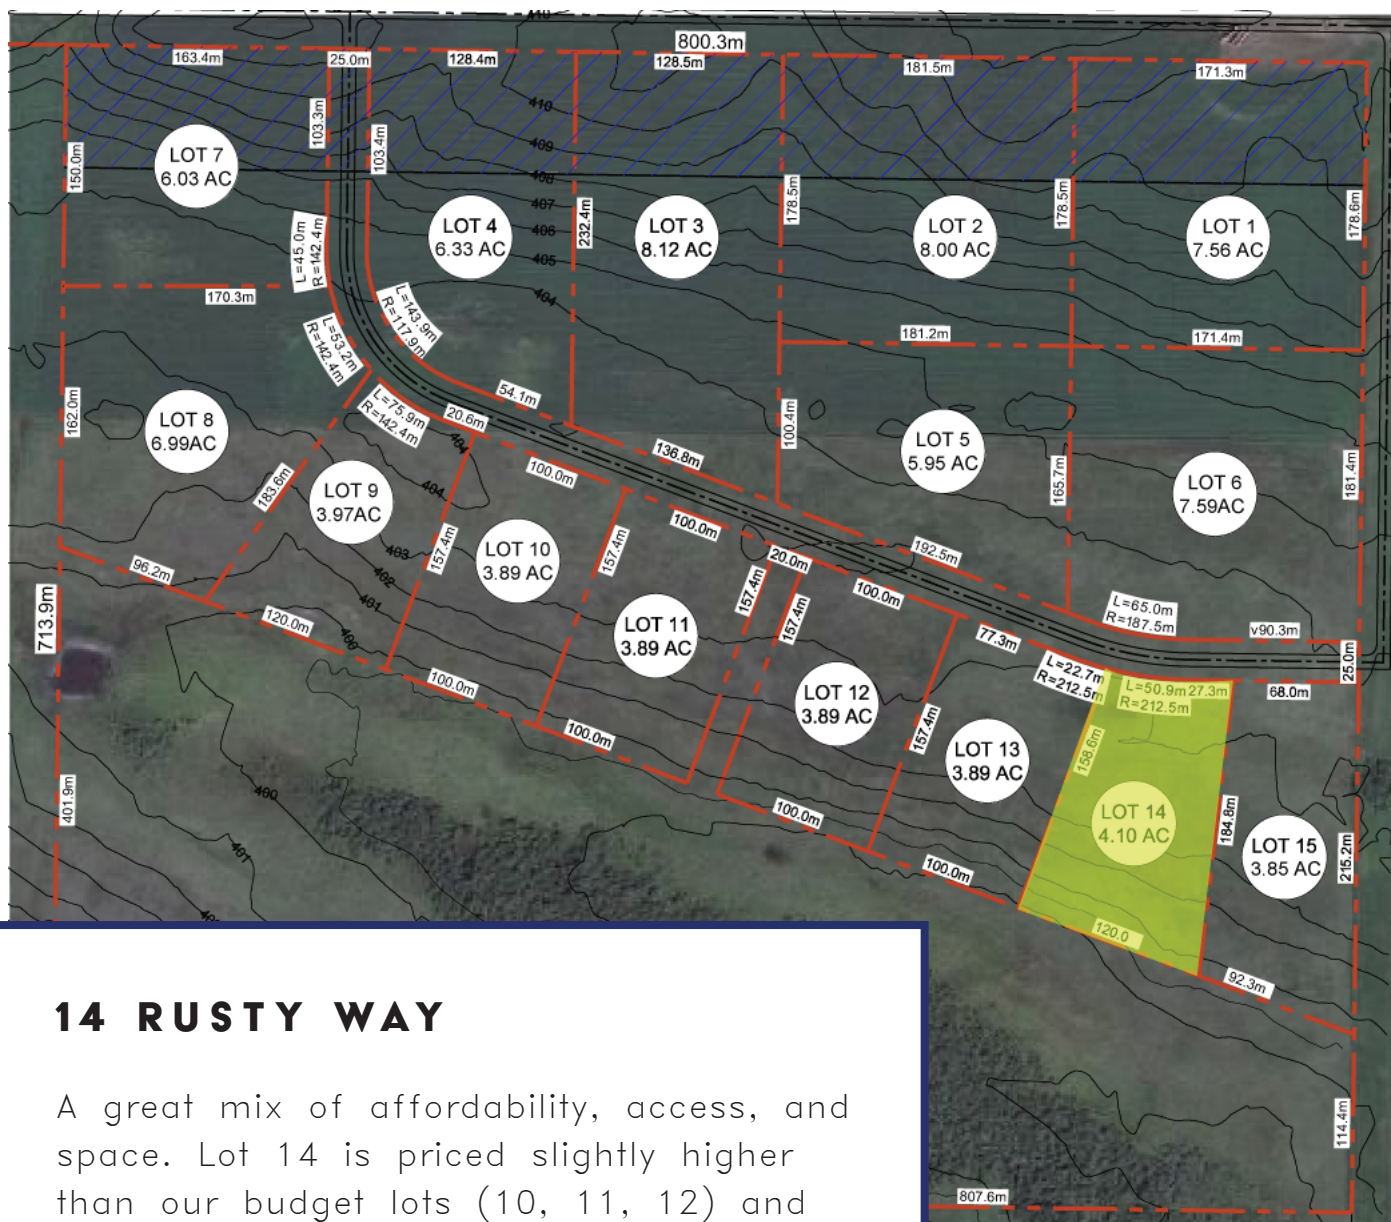 410
800.3m
163.4m
25.0m
128.4m
128.5m
181.5m
171.3m
410
103.3m
103.4m
409
150.0m
LOT 7
6.03 AC
408
178.5m
178.5m
178.6m
407
232.4m
LOT 4
6.33 AC
LOT 3
8.12 AC
LOT 2
8.00 AC
LOT 1
7.56 AC
406
L=45.0m
R=142.4m
405
170.3m
404
L=143.9m
R=117.9m
181.2m
171.4m
L=53.2m
R=142.4m
54.1m
162.0m
LOT 8
6.99AC
L=75.9m
R=142.4m
20.6m
100.4m
404
136.8m
LOT 5
5.95 AC
100.0m
165.7m
181.4m
183.6m
404
LOT 9
3.97AC
LOT 6
7.59AC
100.0m
157.4m
157.4m
403
LOT 10
3.89 AC
192.5m
96.2m
402
20.0m
401
157.4m
157.4m
100.0m
713.9m
120.0m
400
LOT 11
3.89 AC
L=65.0m
R=187.5m
v90.3m
77.3m
25.0m
100.0m
L=22.7m
R=212.5m
L=50.9m
R=212.5m
27.3m
68.0m
LOT 12
3.89 AC
100.0m
157.4m
LOT 13
3.89 AC
158.6m
401.9m
400
100.0m
LOT 14
4.10 AC
184.8m
LOT 15
3.85 AC
215.2m
401
100.0m
120.0
92.3m
14 RUSTY WAY
A great mix of affordability, access, and
space. Lot 14 is priced slightly higher
than our budget lots (10, 11, 12) and
114.4m
807.6m